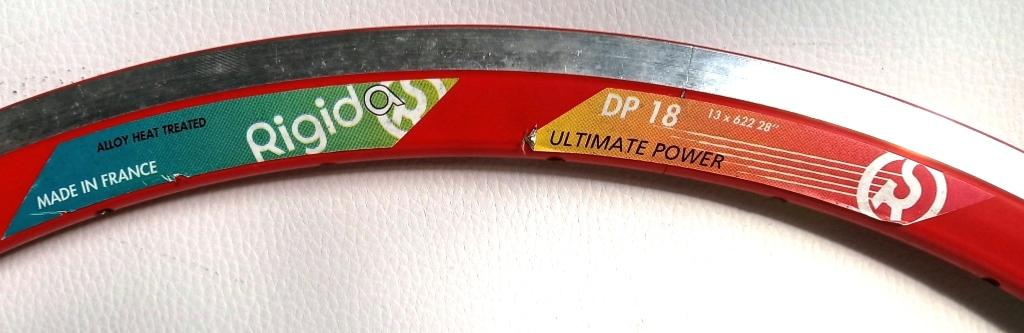 ALLOY HEAT TREATED
MADE IN FRANCE
Rigida
DP 18 13 x 622 28"
ULTIMATE POWER